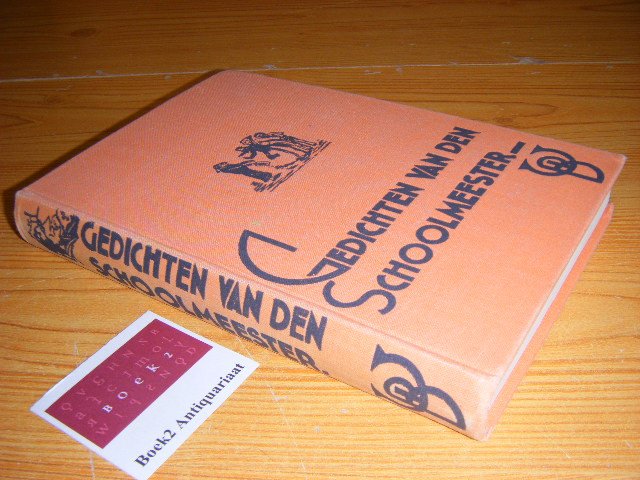 GEDICHTEN VAN DEN
SCHOOLMEESTER
GEDICHTEN VAN DEN
SCHOOLMEESTER
BOEK2
Boek2 Antiquariaat